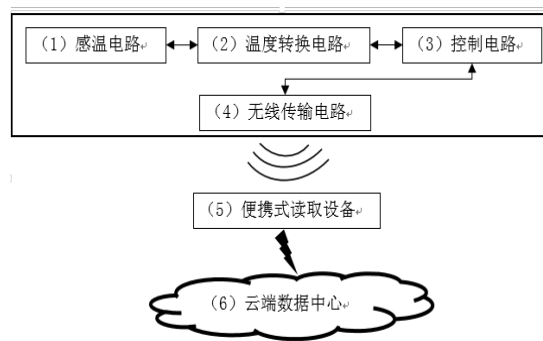 （1）感温电路
（2）温度转换电路
（3）控制电路
（4）无线传输电路
（5）便携式读取设备
（6）云端数据中心